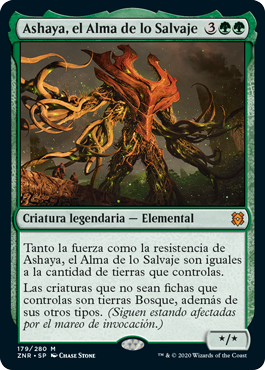 Ashaya, el Alma de lo Salvaje 3
Criatura legendaria — Elemental
Tanto la fuerza como la resistencia de
Ashaya, el Alma de lo Salvaje son iguales
a la cantidad de tierras que controlas.
Las criaturas que no sean fichas que
controlas son tierras Bosque, además de
sus otros tipos. (Siguen estando afectadas
por el mareo de invocación.)
*/*
179/280 M
ZNR • SP Chase Stone
™ & © 2020 Wizards of the Coast